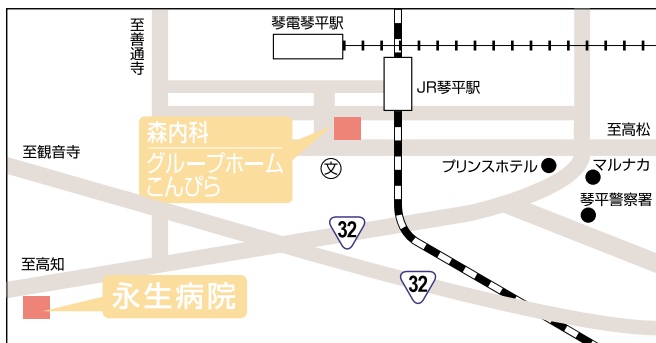 至善通寺
琴電琴平駅
JR琴平駅
森内科
グループホーム
こんぴら
至高松
至観音寺
文
プリンスホテル
マルナカ
琴平警察署
32
至高知
32
永生病院